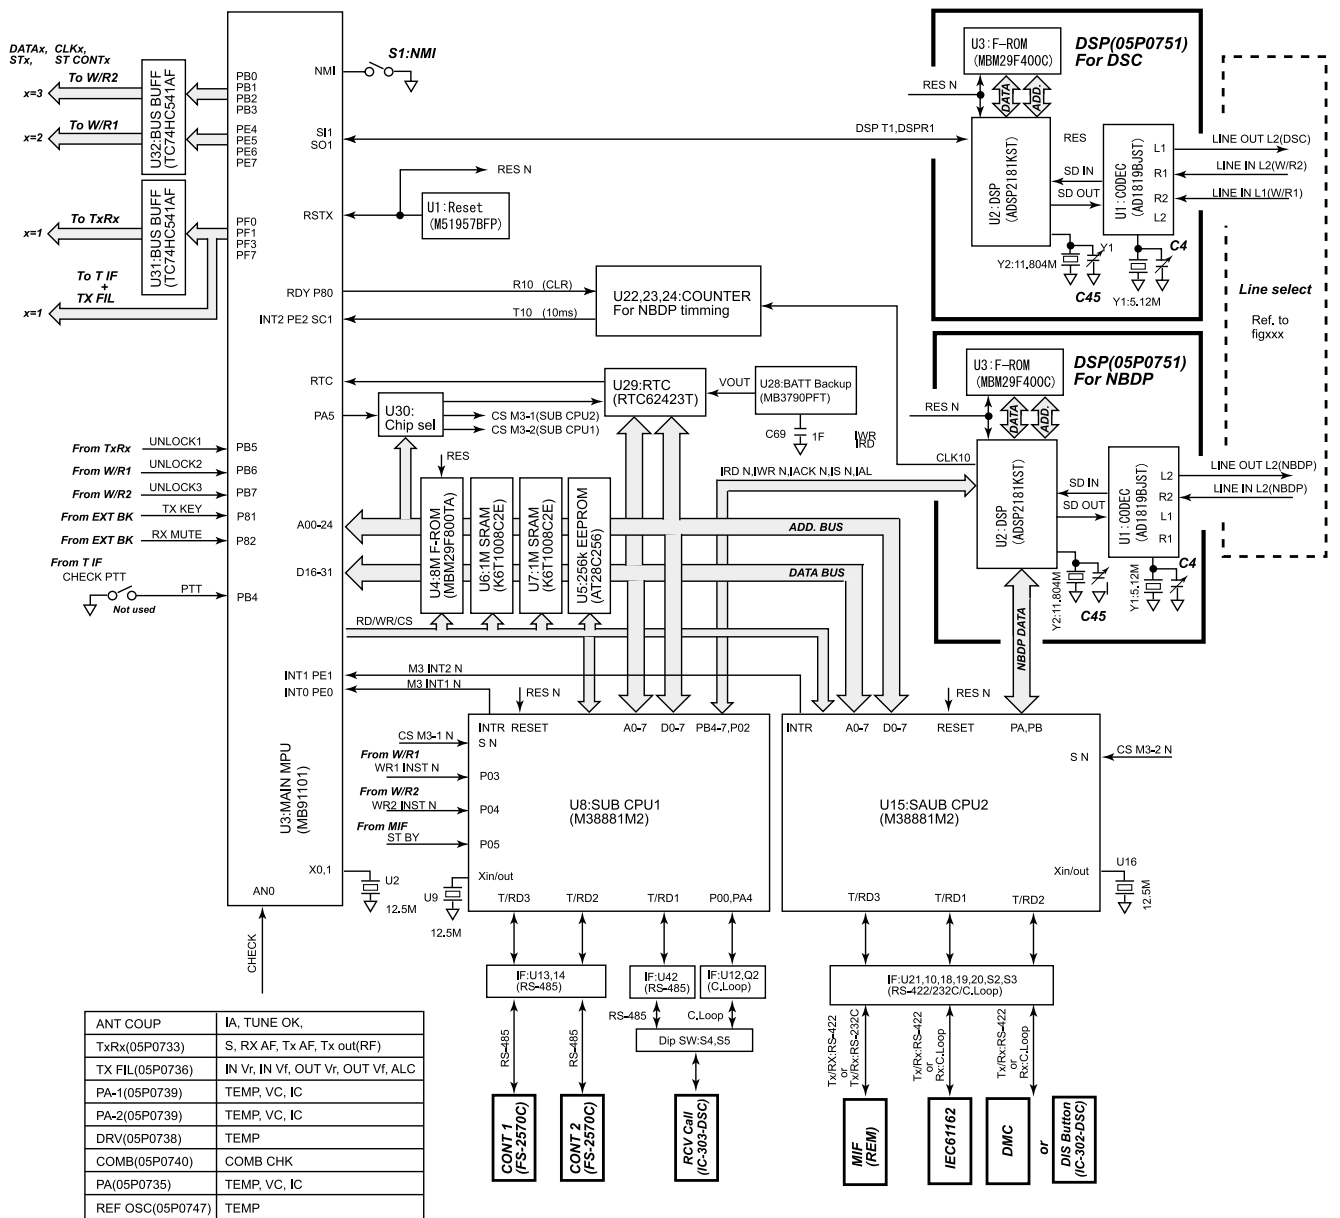 DATAx, CLKx,
STx, ST CONTx
To W/R2
x=3
To W/R1
x=2
To TxRx
x=1
To T IF
+
TX FIL
x=1
U32:BUS BUFF
(TC74HC541AF)
U31:BUS BUFF
(TC74HC541AF)
PB0
PB1
PB2
PB3
PE4
PE5
PE6
PE7
PF0
PF1
PF3
PF7
NMI
S1:NMI
SI1
SO1
DSP T1,DSPR1
RES N
RSTX
U1:Reset
(M51957BFP)
RDY P80
R10 (CLR)
INT2 PE2 SC1
T10 (10ms)
U22,23,24:COUNTER
For NBDP timming
RTC
U29:RTC
(RTC62423T)
VOUT
U28:BATT Backup
(MB3790PFT)
C69
1F
IWR
IRD
PA5
U30:
Chip sel
CS M3-1(SUB CPU2)
CS M3-2(SUB CPU1)
RES
CLK10
IRD N,IWR N,IACK N,IS N,IAL
From TxRx
UNLOCK1
PB5
From W/R1
UNLOCK2
PB6
From W/R2
UNLOCK3
PB7
From EXT BK
TX KEY
P81
From EXT BK
RX MUTE
P82
From T IF
CHECK PTT
PTT
PB4
Not used
A00-24
D16-31
ADD. BUS
DATA BUS
U4:8M F-ROM
(MBM29F800TA)
U6:1M SRAM
(K6T1008C2E)
U7:1M SRAM
(K6T1008C2E)
U5:256k EEPROM
(AT28C256)
RD/WR/CS
INT1 PE1
M3 INT2 N
INT0 PE0
M3 INT1 N
U3:MAIN MPU
(MB91101)
X0,1
U2
12.5M
AN0
CHECK
DSP(05P0751)
For DSC
U3:F-ROM
(MBM29F400C)
RES N
DATA
ADD.
U2:DSP
(ADSP2181KST)
RES
SD IN
SD OUT
U1:CODEC
(AD1819BJST)
L1
R1
R2
L2
LINE OUT L2(DSC)
LINE IN L2(W/R2)
LINE IN L1(W/R1)
Y1
Y2:11.804M
C45
C4
Y1:5.12M
Line select
Ref. to
figxxx
DSP(05P0751)
For NBDP
U3:F-ROM
(MBM29F400C)
RES N
DATA
ADD.
U2:DSP
(ADSP2181KST)
SD IN
SD OUT
U1:CODEC
(AD1819BJST)
L2
R2
L1
R1
LINE OUT L2(NBDP)
LINE IN L2(NBDP)
Y2:11.804M
C45
Y1:5.12M
C4
NBDP DATA
RES N
INTR RESET
A0-7
D0-7
PB4-7,P02
CS M3-1 N
S N
From W/R1
WR1 INST N
P03
From W/R2
WR2 INST N
P04
From MIF
ST BY
P05
U8:SUB CPU1
(M38881M2)
Xin/out
U9
12.5M
T/RD3
T/RD2
T/RD1
P00,PA4
RES N
INTR
A0-7
D0-7
RESET
PA,PB
S N
CS M3-2 N
U15:SAUB CPU2
(M38881M2)
Xin/out
U16
12.5M
T/RD3
T/RD1
T/RD2
IF:U13,14
(RS-485)
IF:U42
(RS-485)
IF:U12,Q2
(C.Loop)
IF:U21,10,18,19,20,S2,S3
(RS-422/232C/C.Loop)
RS-485
RS-485
RS-485
C.Loop
Dip SW:S4,S5
Tx/Rx:RS-422
or
Tx/Rx:RS-232C
Tx/Rx:RS-422
or
Rx:C.Loop
Tx/Rx:RS-422
or
Rx:C.Loop
CONT 1
(FS-2570C)
CONT 2
(FS-2570C)
RCV Call
(IC-303-DSC)
MIF
(REM)
IEC61162
DMC
or
DIS Button
(IC-302-DSC)
ANT COUP IA, TUNE OK,
TxRx(05P0733) S, RX AF, Tx AF, Tx out(RF)
TX FIL(05P0736) IN Vr, IN Vf, OUT Vr, OUT Vf, ALC
PA-1(05P0739) TEMP, VC, IC
PA-2(05P0739) TEMP, VC, IC
DRV(05P0738) TEMP
COMB(05P0740) COMB CHK
PA(05P0735) TEMP, VC, IC
REF OSC(05P0747) TEMP